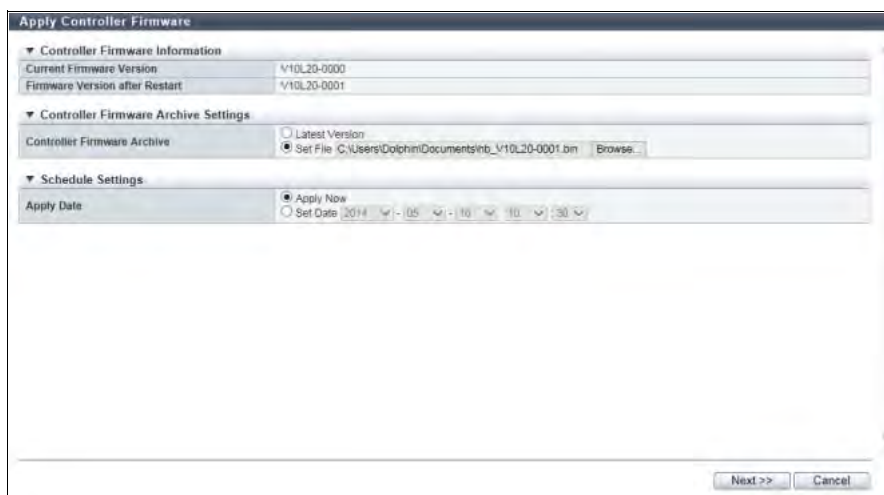 Apply Controller Firmware
▼ Controller Firmware Information
Current Firmware Version V10L20-0000
Firmware Version after Restart V10L20-0001
▼ Controller Firmware Archive Settings
Controller Firmware Archive
Latest Version
Set File C:\Users\Dolphin\Documents\nb_V10L20-0001.bin Browse...
▼ Schedule Settings
Apply Date
Apply Now
Set Date 2014 - 05 - 10 10 : 30
Next >> Cancel